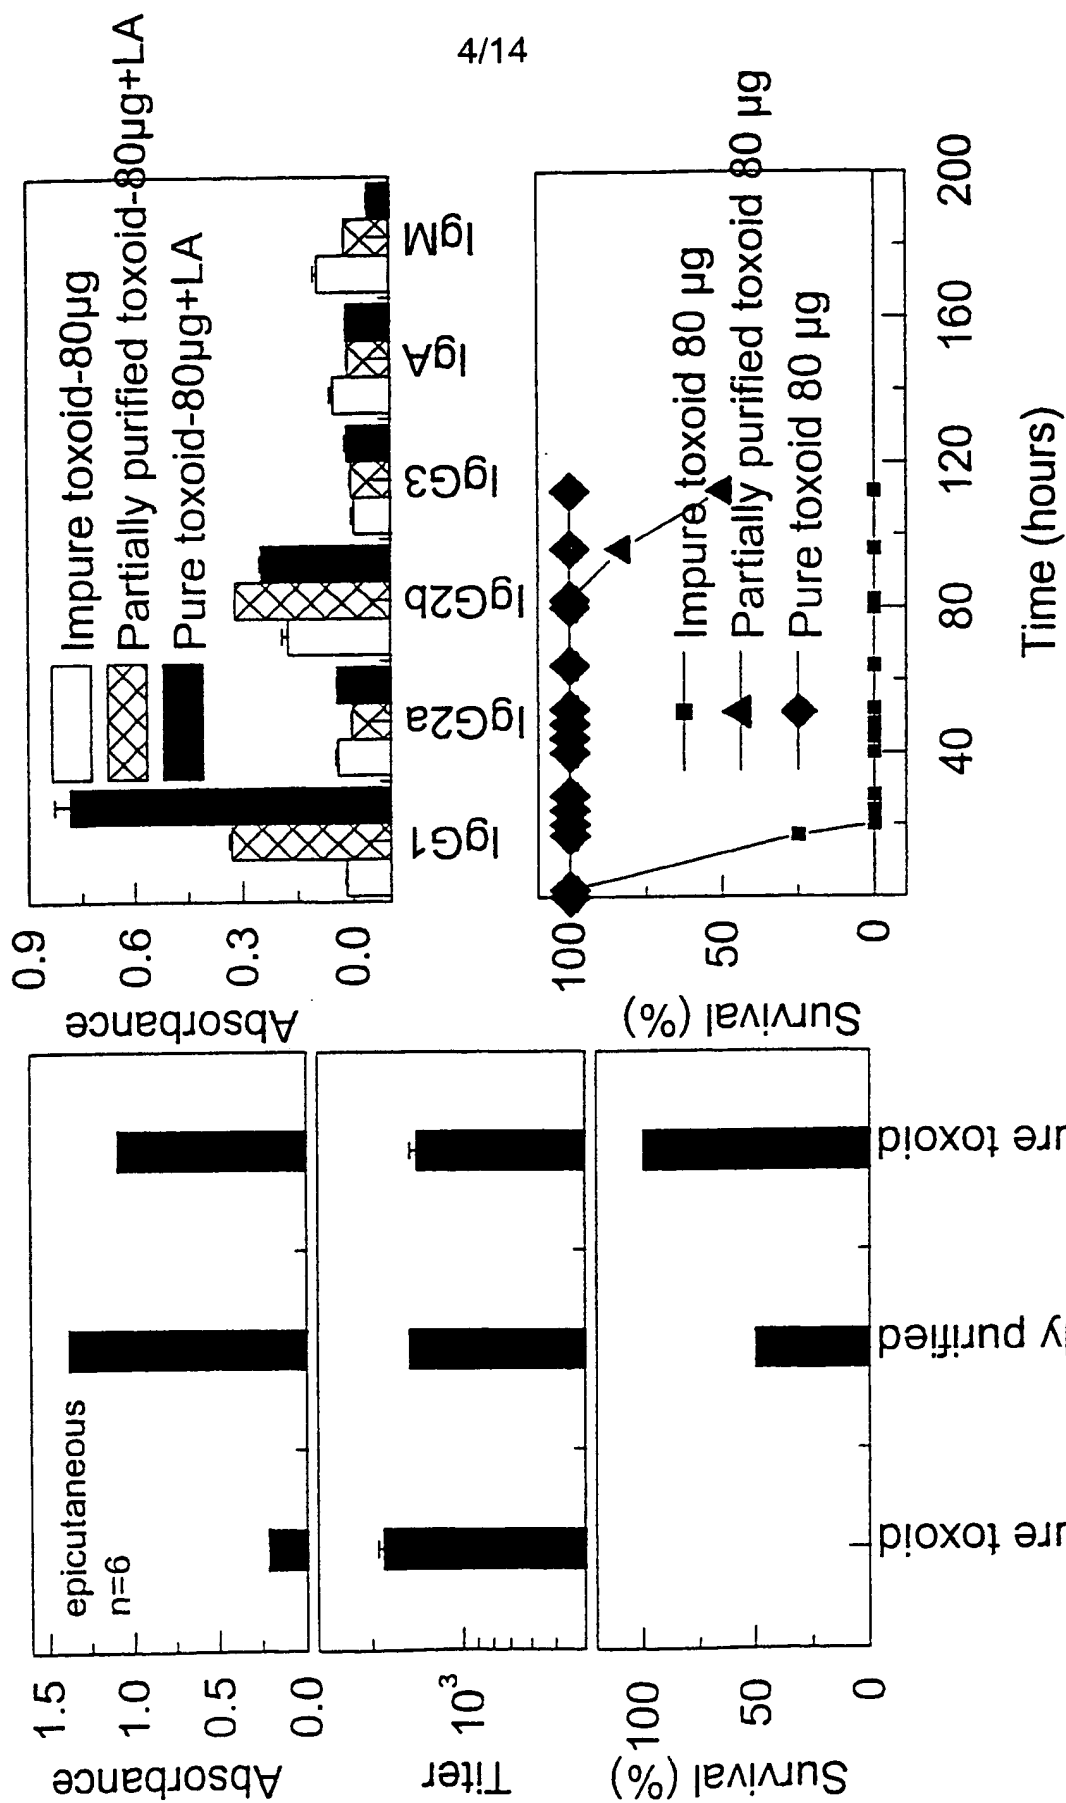 4/14
Absorbance
1.5
1.0
0.5
0.0
epicutaneous
n=6
Titer
10³
Survival (%)
100
50
0
ure toxoid
ly purified
ure toxoid
Absorbance
0.9
0.6
0.3
0.0
Impure toxoid-80µg
Partially purified toxoid-80µg+LA
Pure toxoid-80µg+LA
IgG1
IgG2a
IgG2b
IgG3
IgA
IgM
Survival (%)
100
50
0
Impure toxoid 80 µg
Partially purified toxoid 80 µg
Pure toxoid 80 µg
40
80
120
160
200
Time (hours)